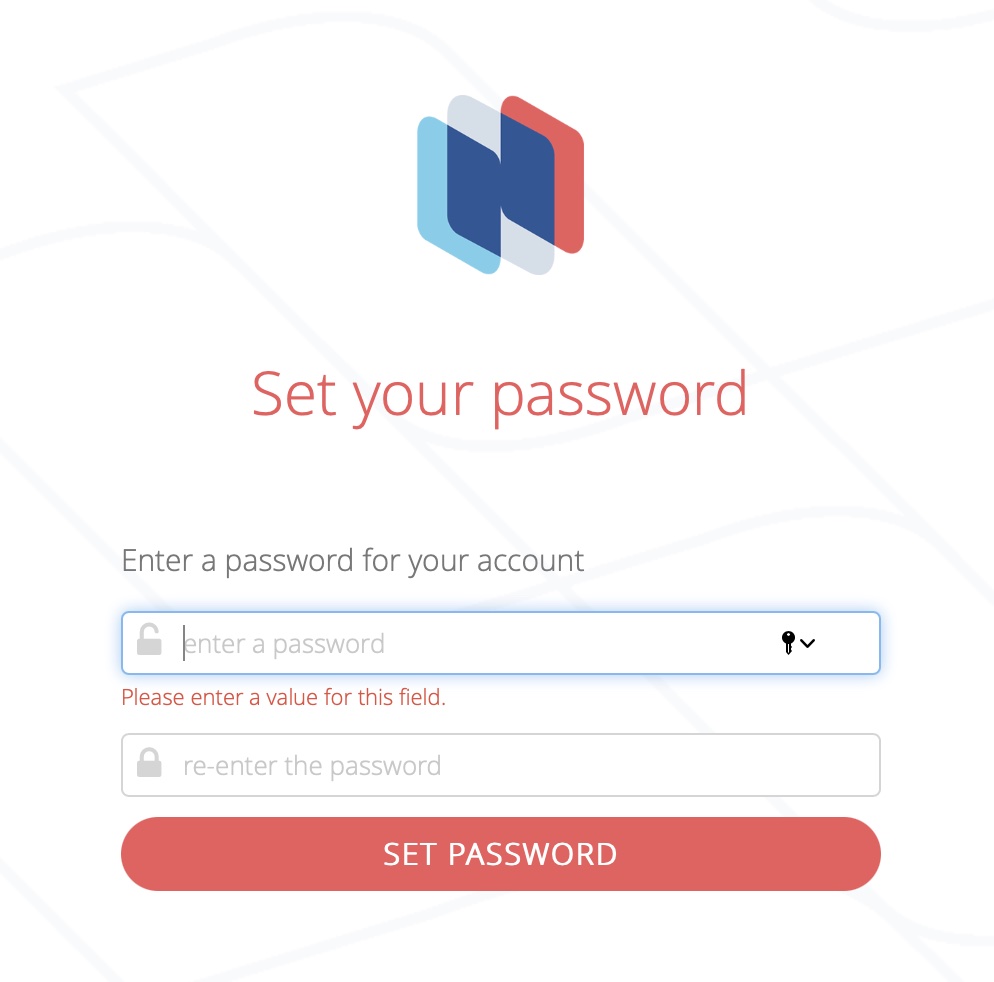 Set your password
Enter a password for your account
enter a password
Please enter a value for this field.
re-enter the password
SET PASSWORD